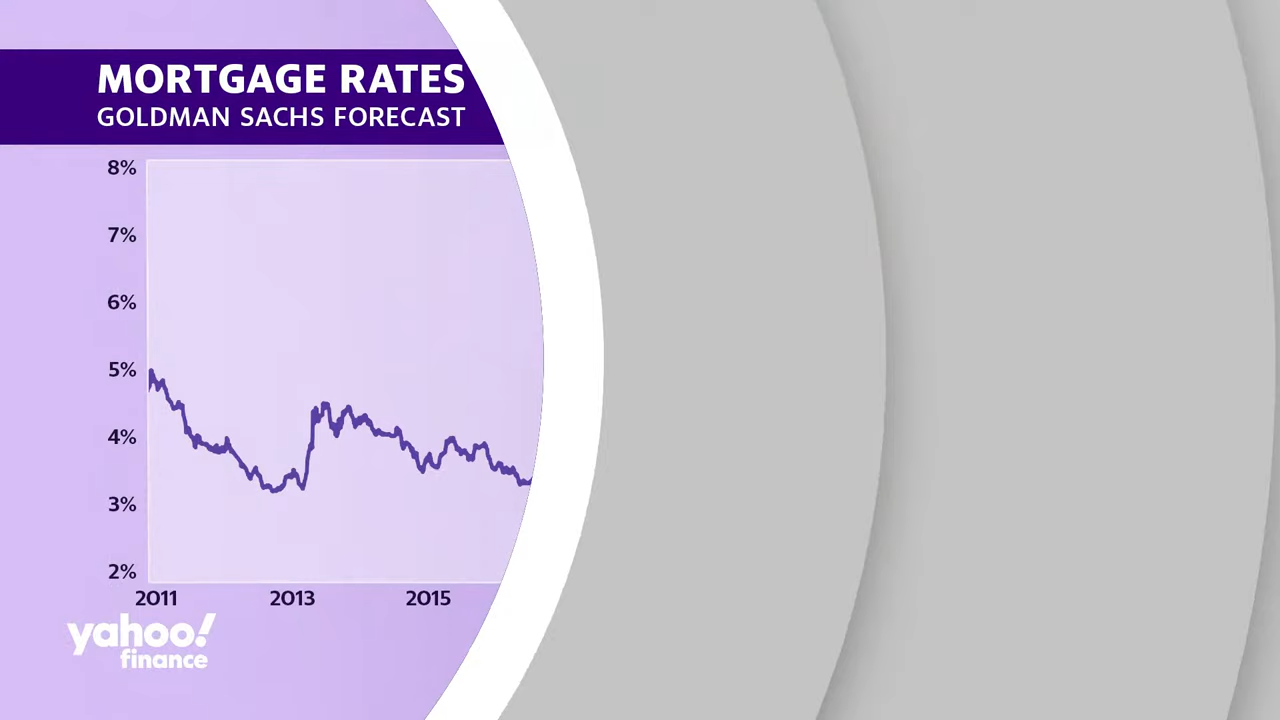 MORTGAGE RATES
GOLDMAN SACHS FORECAST
8%
7%
6%
5%
4%
3%
2%
2011 2013 2015
yahoo!
finance